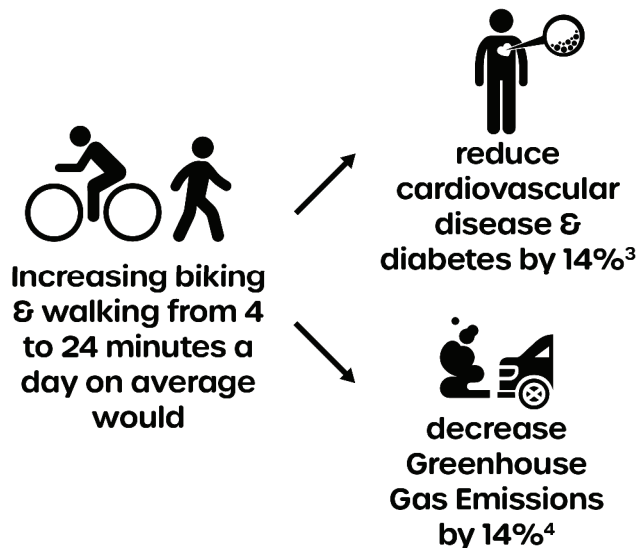 Increasing biking
& walking from 4
to 24 minutes a
day on average
would
reduce
cardiovascular
disease &
diabetes by 14%³
decrease
Greenhouse
Gas Emissions
by 14%⁴